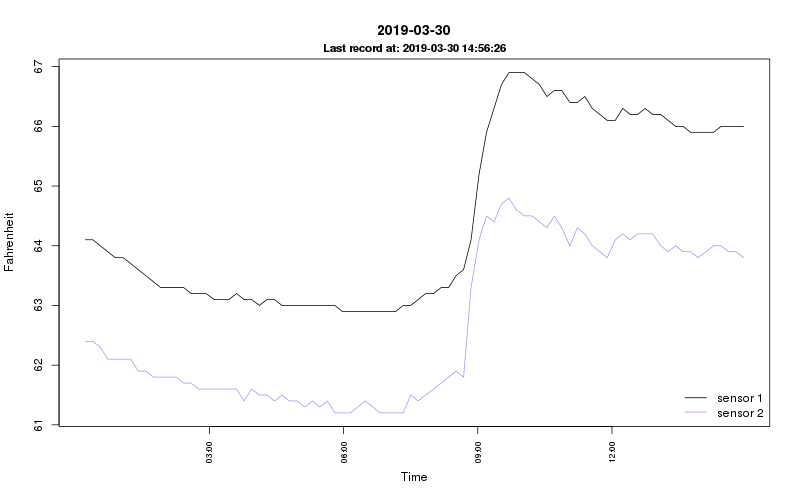 2019-03-30
Last record at: 2019-03-30 14:56:26
67
66
65
64
63
62
61
Fahrenheit
sensor 1
sensor 2
03:00
06:00
09:00
12:00
Time